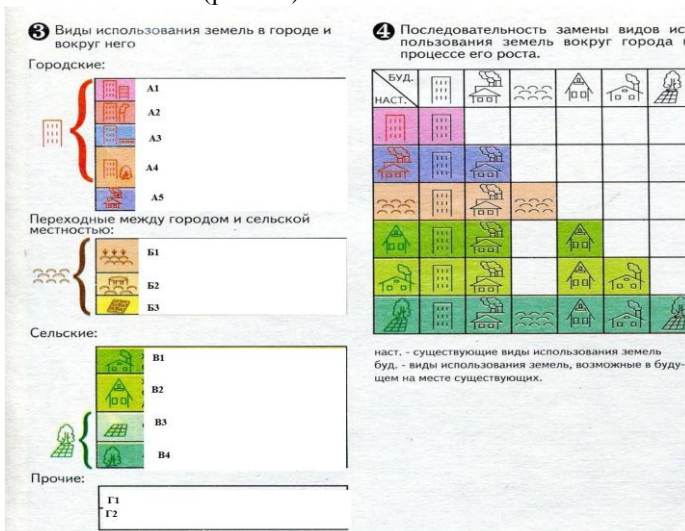 3 Виды использования земель в городе и
вокруг него
Городские:
А1
А2
А3
А4
А5
Переходные между городом и сельской
местностью:
Б1
Б2
Б3
Сельские:
В1
В2
В3
В4
Прочие:
Г1
Г2
4 Последовательность замены видов ис-
пользования земель вокруг города
процессе его роста.
БУД.
НАСТ.
наст. - существующие виды использования земель
буд. - виды использования земель, возможные в буду-
щем на месте существующих.